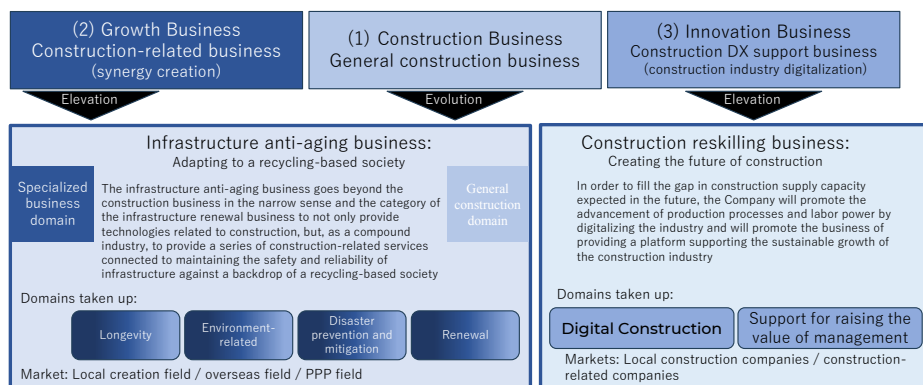 (2) Growth Business
Construction-related business
(synergy creation)
(1) Construction Business
General construction business
(3) Innovation Business
Construction DX support business
(construction industry digitalization)
Elevation
Evolution
Elevation
Infrastructure anti-aging business:
Adapting to a recycling-based society
Specialized
business
domain
The infrastructure anti-aging business goes beyond the
construction business in the narrow sense and the category of
the infrastructure renewal business to not only provide
technologies related to construction, but, as a compound
industry, to provide a series of construction-related services
connected to maintaining the safety and reliability of
infrastructure against a backdrop of a recycling-based society
General
construction
domain
Domains taken up:
Longevity
Environment-
related
Disaster
prevention and
mitigation
Renewal
Market: Local creation field / overseas field / PPP field
Construction reskilling business:
Creating the future of construction
In order to fill the gap in construction supply capacity
expected in the future, the Company will promote the
advancement of production processes and labor power by
digitalizing the industry and will promote the business of
providing a platform supporting the sustainable growth of
the construction industry
Domains taken up:
Digital Construction
Support for raising the
value of management
Markets: Local construction companies / construction-
related companies